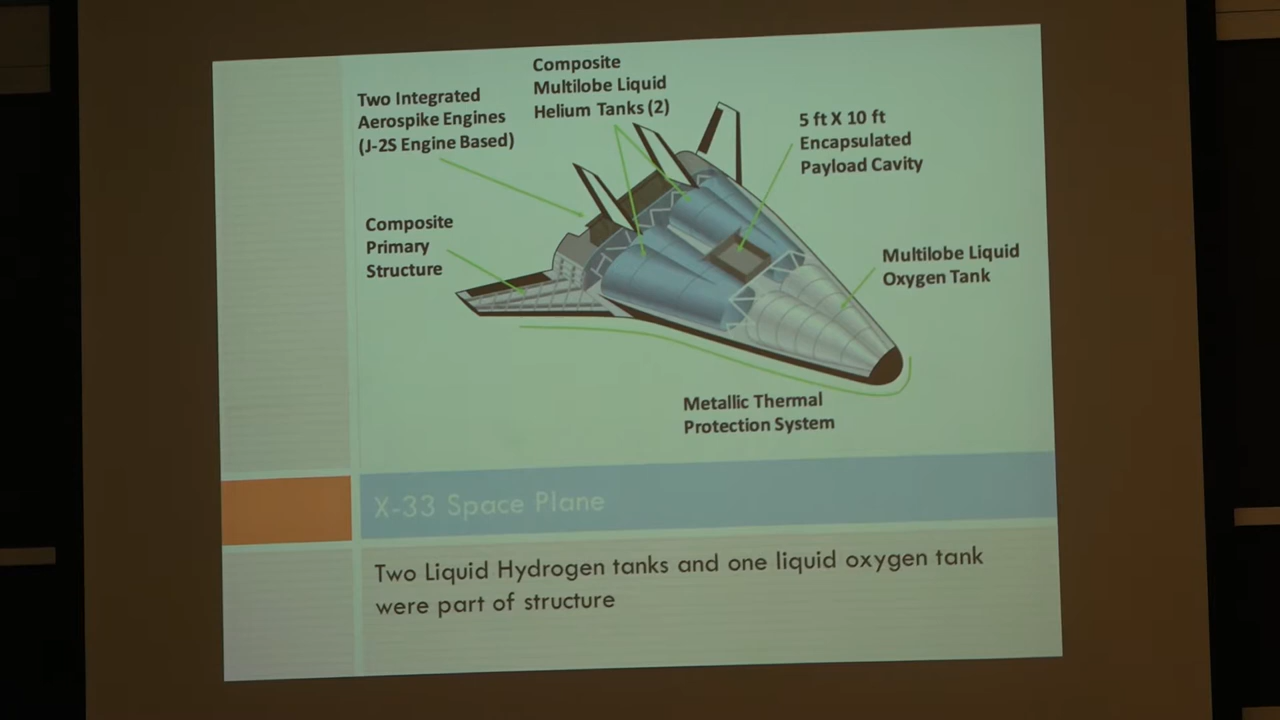 Two Integrated
Aerospike Engines
(J-2S Engine Based)
Composite
Multilobe Liquid
Helium Tanks (2)
5 ft X 10 ft
Encapsulated
Payload Cavity
Composite
Primary
Structure
Multilobe Liquid
Oxygen Tank
Metallic Thermal
Protection System
X-33 Space Plane
Two Liquid Hydrogen tanks and one liquid oxygen tank
were part of structure